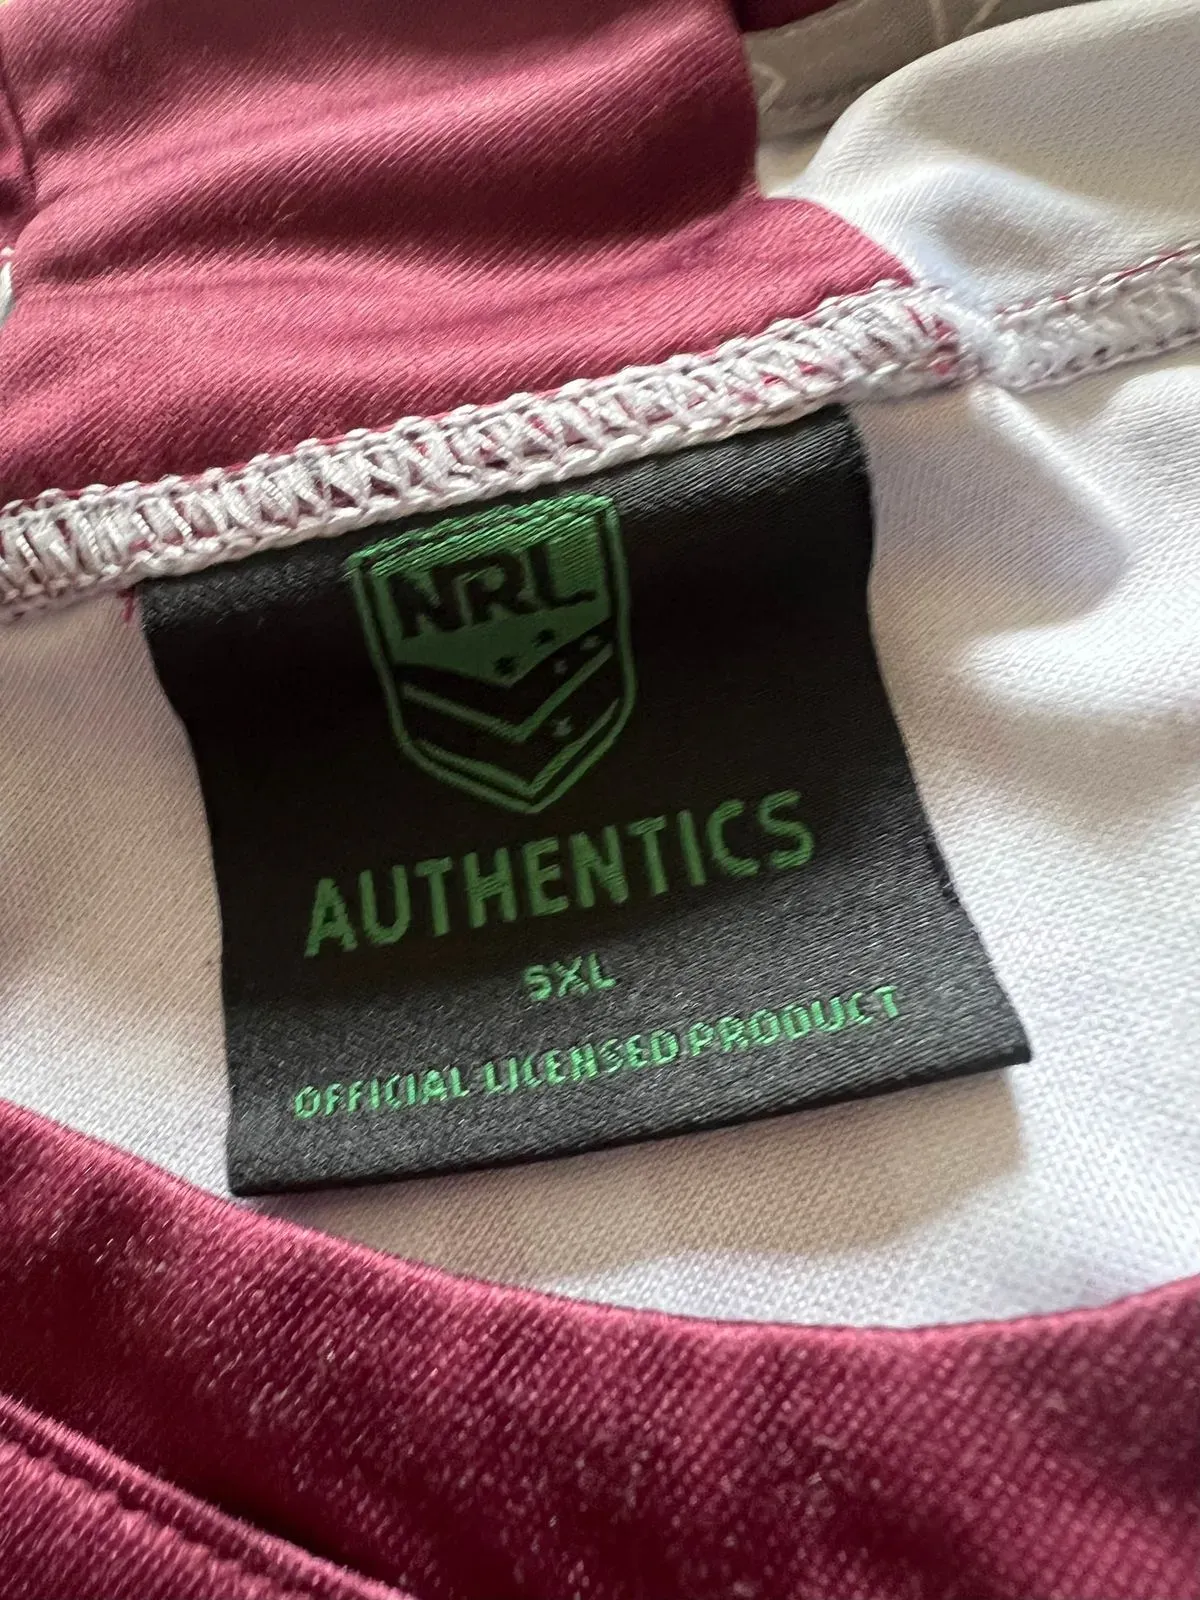 NRL
AUTHENTICS
5XL
OFFICIAL LICENSED PRODUCT